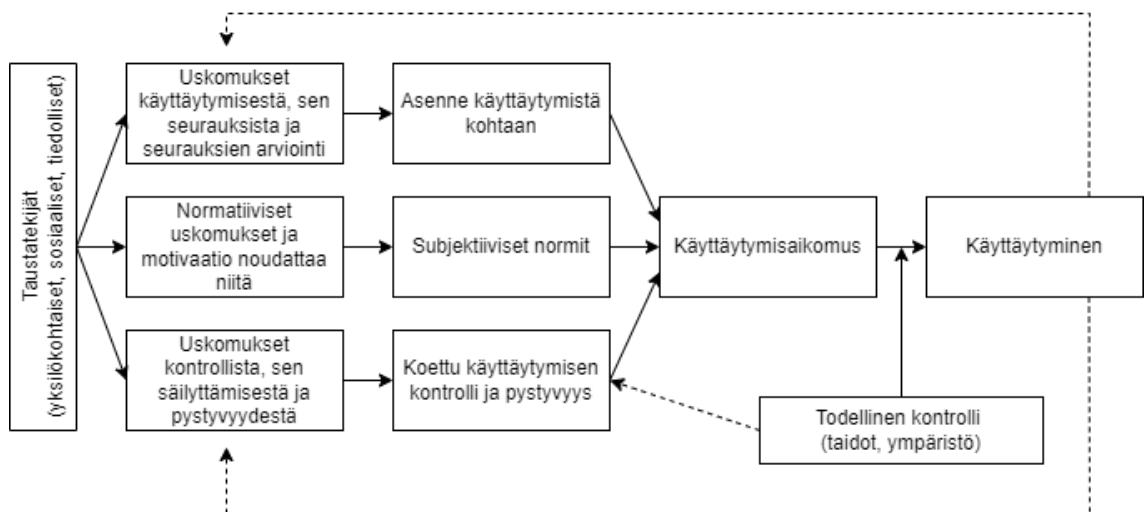 Taustatekijät
(yksilökohtaiset, sosiaaliset, tiedolliset)
Uskomukset
käyttäytymisestä, sen
seurauksista ja
seurauksien arviointi
Asenne käyttäytymistä
kohtaan
Normatiiviset
uskomukset ja
motivaatio noudattaa
niitä
Subjektiiviset normit
Käyttäytymisaikomus
Käyttäytyminen
Uskomukset
kontrollista, sen
säilyttämisestä ja
pystyvyydestä
Koettu käyttäytymisen
kontrolli ja pystyvyys
Todellinen kontrolli
(taidot, ympäristö)